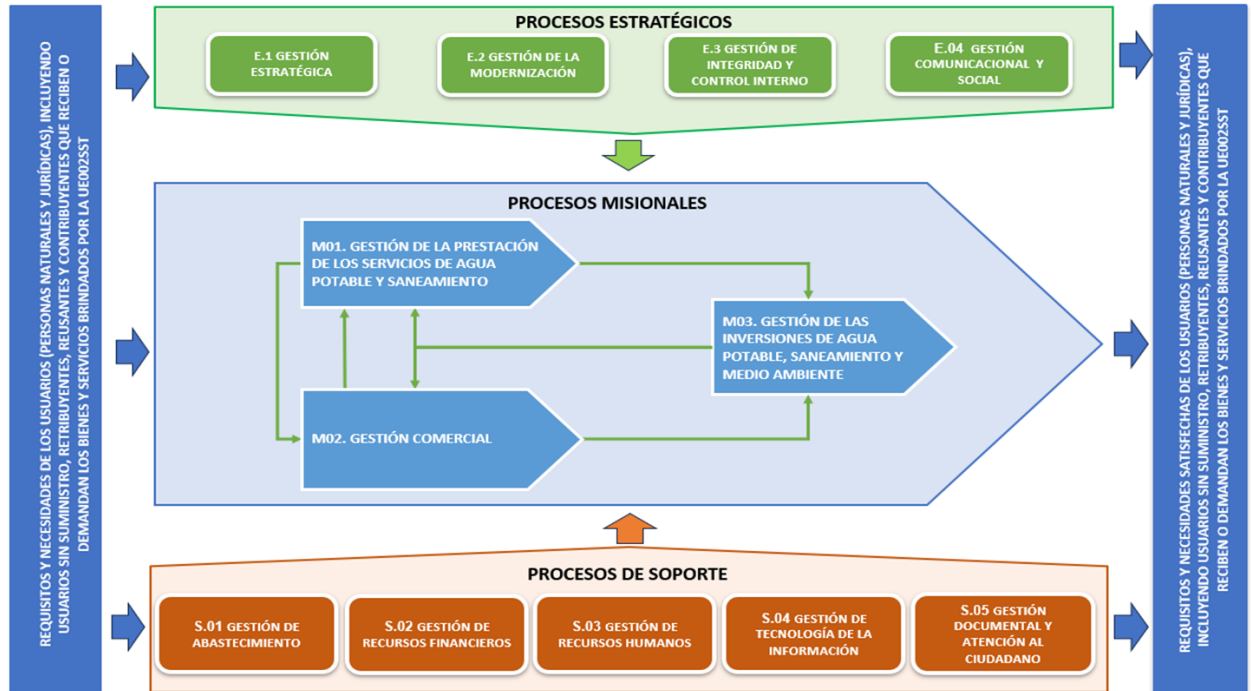 REQUISITOS Y NECESIDADES DE LOS USUARIOS (PERSONAS NATURALES Y JURÍDICAS), INCLUYENDO
USUARIOS SIN SUMINISTRO, RETRIBUYENTES, REUSANTES Y CONTRIBUYENTES QUE RECIBEN O
DEMANDAN LOS BIENES Y SERVICIOS BRINDADOS POR LA UE002SST
PROCESOS ESTRATÉGICOS
E.1 GESTIÓN
ESTRATÉGICA
E.2 GESTIÓN DE LA
MODERNIZACIÓN
E.3 GESTIÓN DE
INTEGRIDAD Y
CONTROL INTERNO
E.04 GESTIÓN
COMUNICACIONAL Y
SOCIAL
PROCESOS MISIONALES
M01. GESTIÓN DE LA PRESTACIÓN
DE LOS SERVICIOS DE AGUA
POTABLE Y SANEAMIENTO
M02. GESTIÓN COMERCIAL
M03. GESTIÓN DE LAS
INVERSIONES DE AGUA
POTABLE, SANEAMIENTO Y
MEDIO AMBIENTE
PROCESOS DE SOPORTE
S.01 GESTIÓN DE
ABASTECIMIENTO
S.02 GESTIÓN DE
RECURSOS FINANCIEROS
S.03 GESTIÓN DE
RECURSOS HUMANOS
S.04 GESTIÓN DE
TECNOLOGÍA DE LA
INFORMACIÓN
S.05 GESTIÓN
DOCUMENTAL Y
ATENCIÓN AL
CIUDADANO
REQUISITOS Y NECESIDADES SATISFECHAS DE LOS USUARIOS (PERSONAS NATURALES Y JURÍDICAS),
INCLUYENDO USUARIOS SIN SUMINISTRO, RETRIBUYENTES, REUSANTES Y CONTRIBUYENTES QUE
RECIBEN O DEMANDAN LOS BIENES Y SERVICIOS BRINDADOS POR LA UE002SST